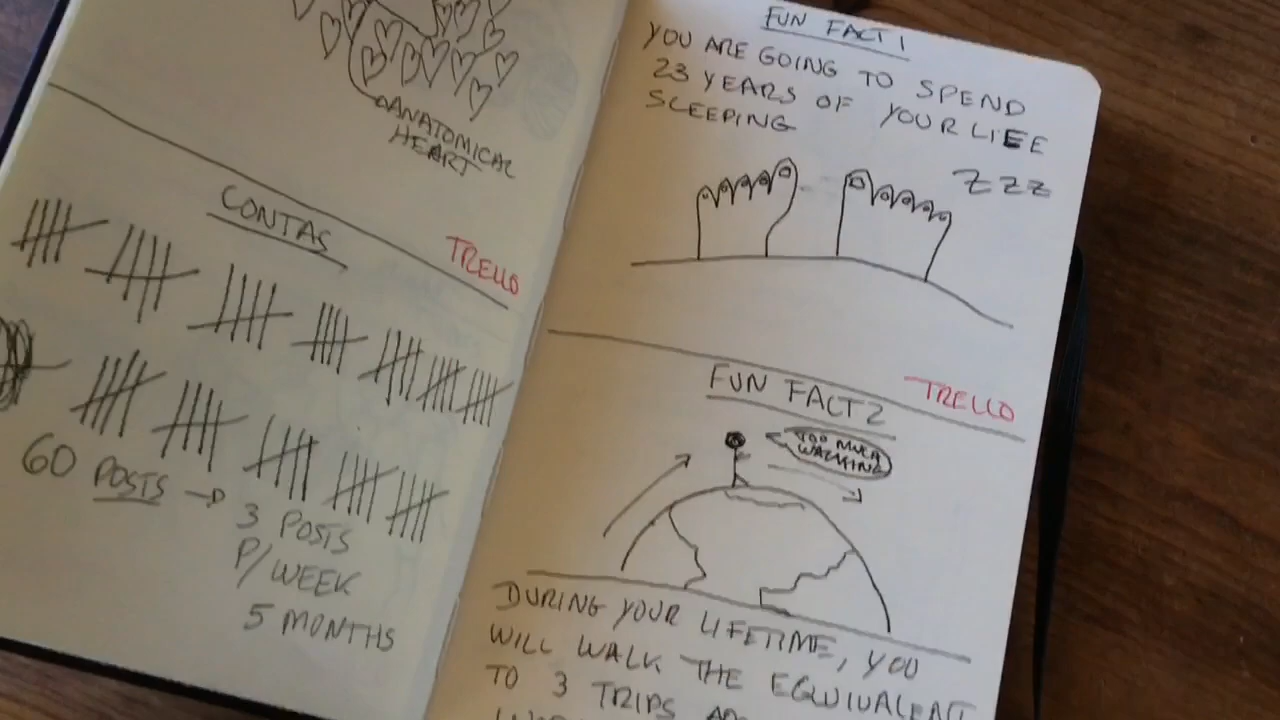 ANATOMICAL
HEART
CONTAS
TRELLO
60 POSTS →
3 POSTS
P/WEEK
5 MONTHS
FUN FACT 1
YOU ARE GOING TO SPEND
23 YEARS OF YOUR LIFE
SLEEPING
ZZZ
TRELLO
FUN FACT 2
TOO MUCH
WALKING
DURING YOUR LIFETIME, YOU
WILL WALK THE EQUIVALENT
TO 3 TRIPS